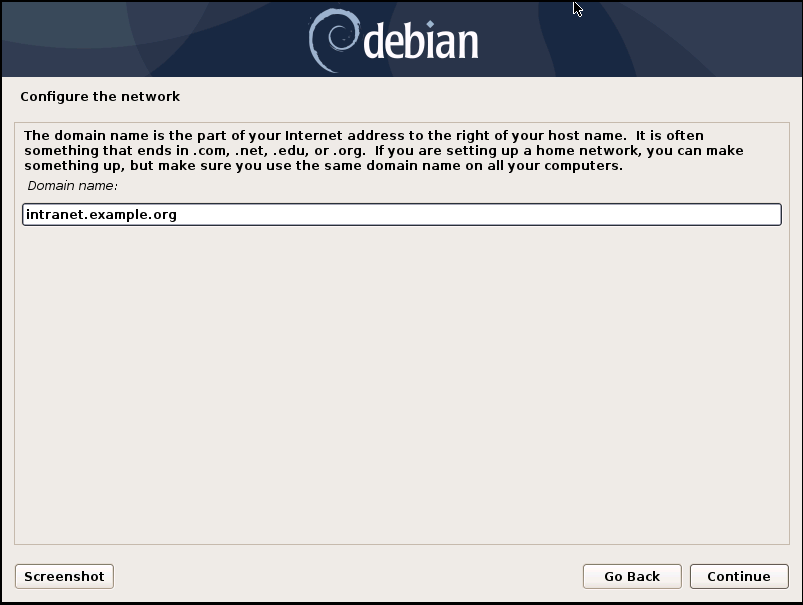 debian
Configure the network
The domain name is the part of your Internet address to the right of your host name.  It is often
something that ends in .com, .net, .edu, or .org.  If you are setting up a home network, you can make
something up, but make sure you use the same domain name on all your computers.
Domain name:
intranet.example.org
Screenshot
Go Back
Continue